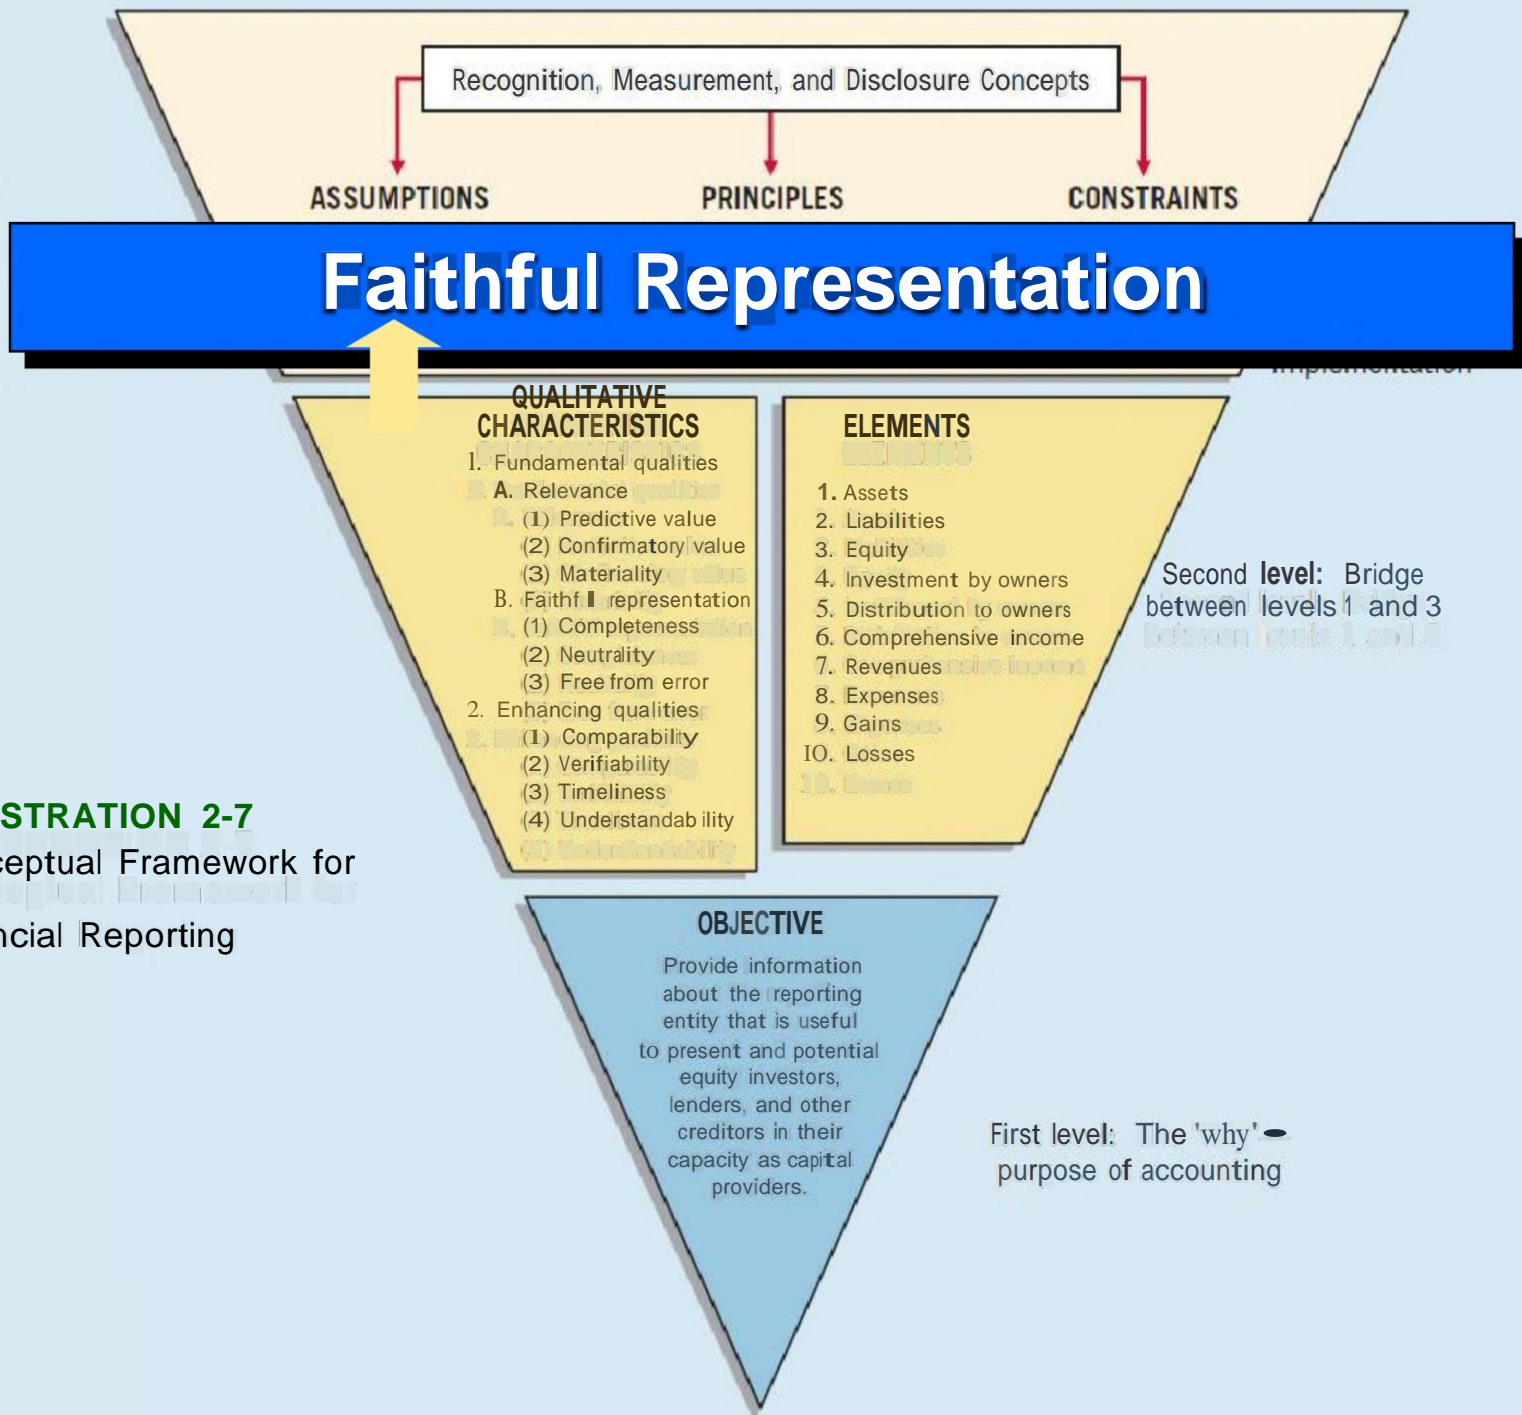 Recognition, Measurement, and Disclosure Concepts
ASSUMPTIONS
PRINCIPLES
CONSTRAINTS
Faithful Representation
QUALITATIVE
CHARACTERISTICS
1. Fundamental qualities
A. Relevance
(1) Predictive value
(2) Confirmatory value
(3) Materiality
B. Faithful representation
(1) Completeness
(2) Neutrality
(3) Free from error
2. Enhancing qualities
(1) Comparability
(2) Verifiability
(3) Timeliness
(4) Understandability
ELEMENTS
1. Assets
2. Liabilities
3. Equity
4. Investment by owners
5. Distribution to owners
6. Comprehensive income
7. Revenues
8. Expenses
9. Gains
10. Losses
Second level: Bridge
between levels 1 and 3
STRATION 2-7
ceptual Framework for
ncial Reporting
OBJECTIVE
Provide information
about the reporting
entity that is useful
to present and potential
equity investors,
lenders, and other
creditors in their
capacity as capital
providers.
First level: The 'why'-
purpose of accounting